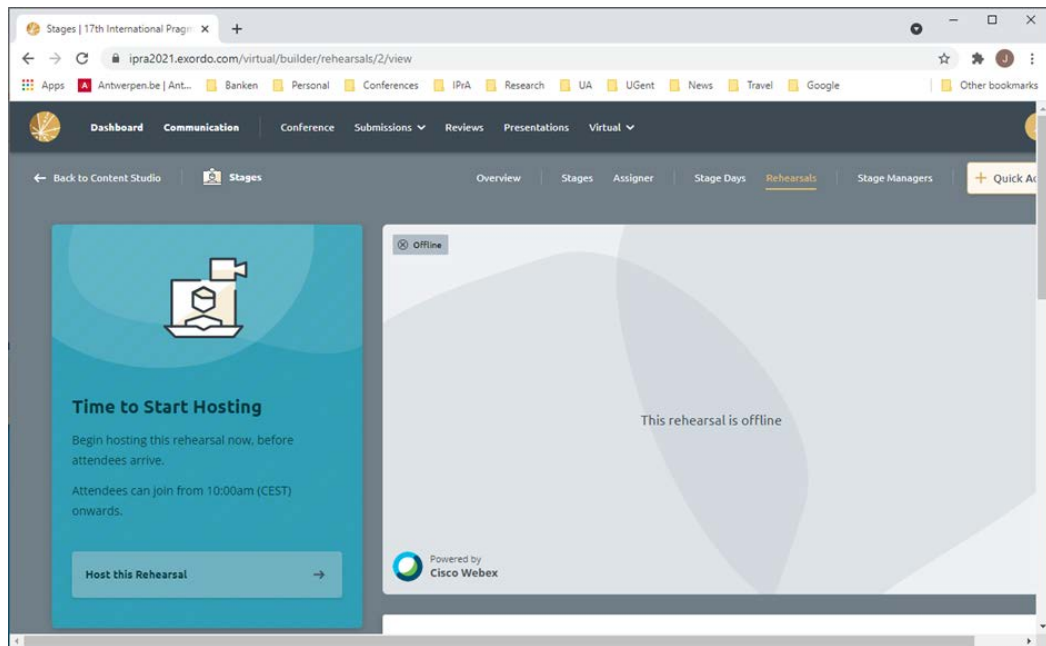 Stages | 17th International Pragm
ipra2021.exordo.com/virtual/builder/rehearsals/2/view
J
Apps A Antwerpen.be | Ant... Banken Personal Conferences IPrA Research UA UGent News Travel Google Other bookmarks
Dashboard Communication Conference Submissions Reviews Presentations Virtual
Back to Content Studio Stages Overview Stages Assigner Stage Days Rehearsals Stage Managers + Quick Ac
Offline
Time to Start Hosting
Begin hosting this rehearsal now, before
attendees arrive.
Attendees can join from 10:00am (CEST)
onwards.
Host this Rehearsal
This rehearsal is offline
Powered by
Cisco Webex